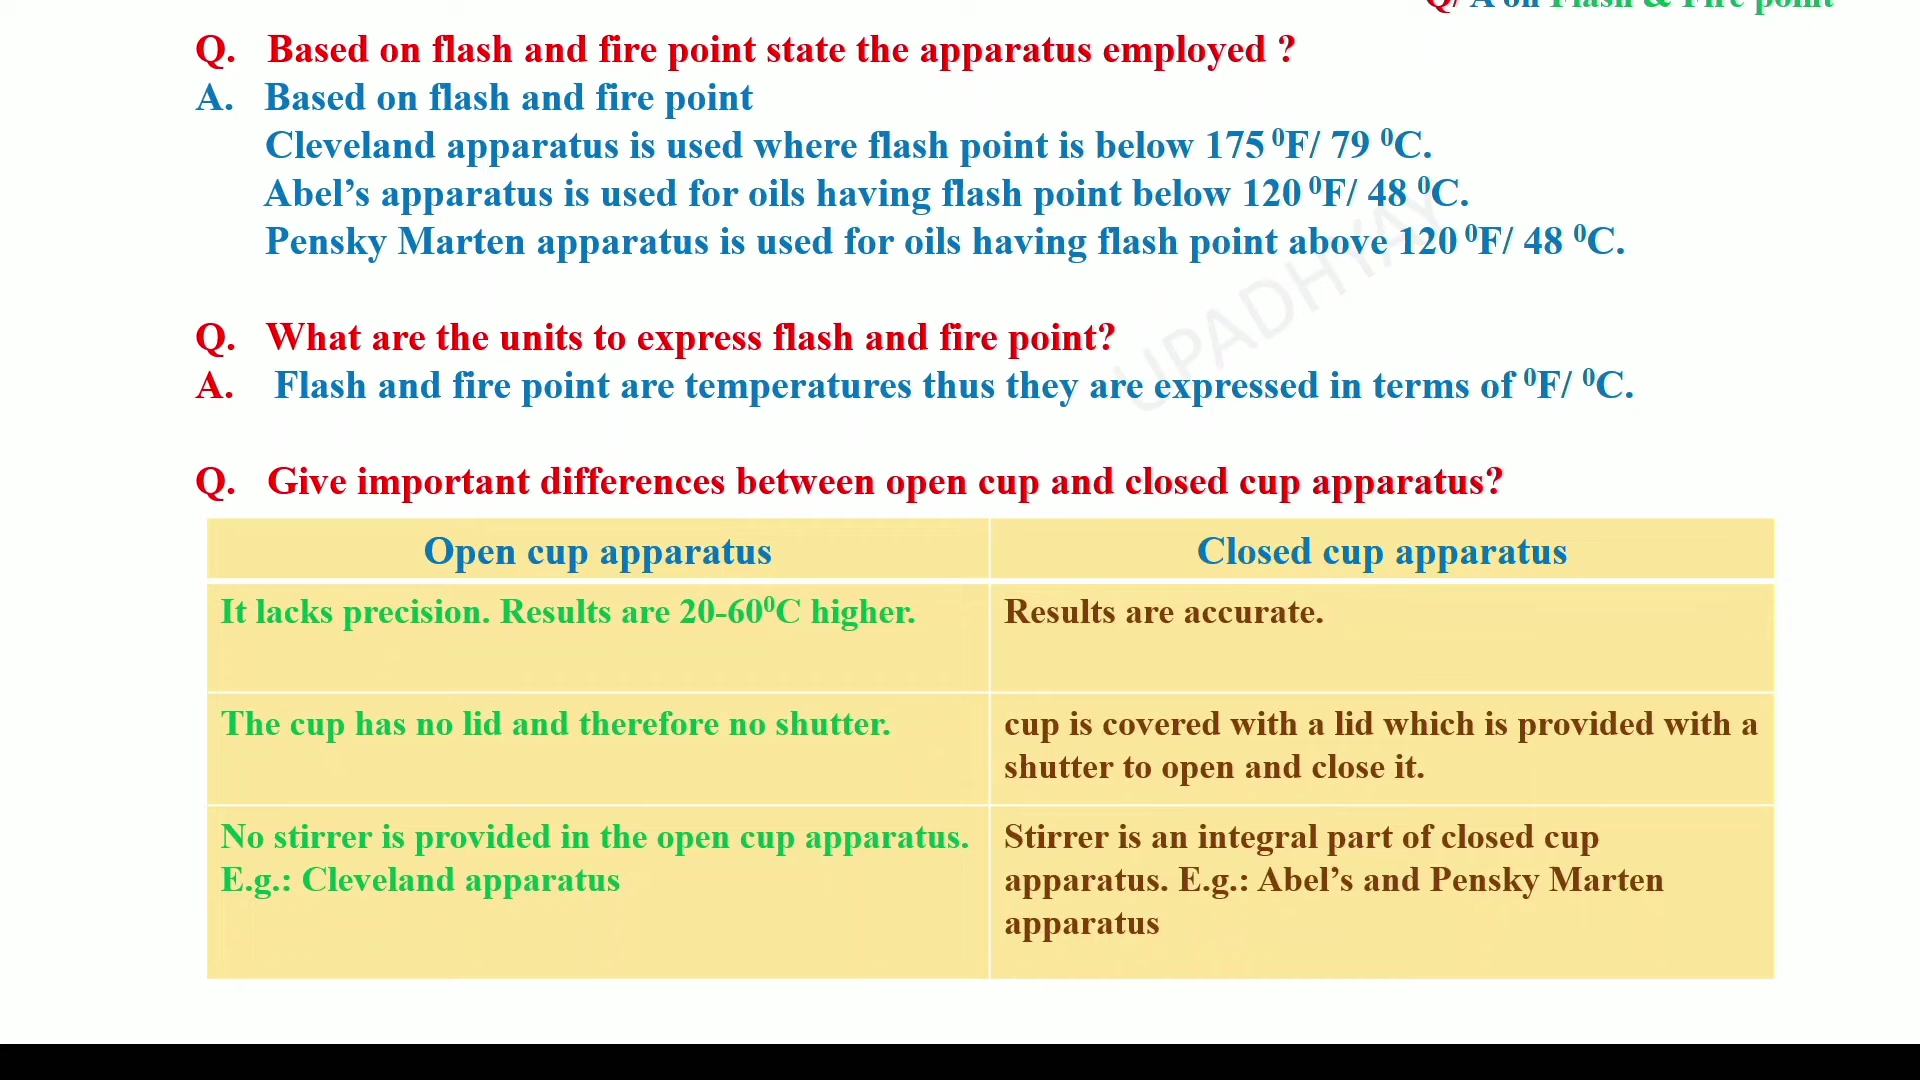 Q/ A on Flash & Fire point
Q. Based on flash and fire point state the apparatus employed ?
A. Based on flash and fire point
Cleveland apparatus is used where flash point is below 175 ⁰F/ 79 ⁰C.
Abel’s apparatus is used for oils having flash point below 120 ⁰F/ 48 ⁰C.
Pensky Marten apparatus is used for oils having flash point above 120 ⁰F/ 48 ⁰C.
UPADHYAY
Q. What are the units to express flash and fire point?
A. Flash and fire point are temperatures thus they are expressed in terms of ⁰F/ ⁰C.
Q. Give important differences between open cup and closed cup apparatus?
Open cup apparatus
Closed cup apparatus
It lacks precision. Results are 20-60⁰C higher.
Results are accurate.
The cup has no lid and therefore no shutter.
cup is covered with a lid which is provided with a
shutter to open and close it.
No stirrer is provided in the open cup apparatus.
E.g.: Cleveland apparatus
Stirrer is an integral part of closed cup
apparatus. E.g.: Abel’s and Pensky Marten
apparatus